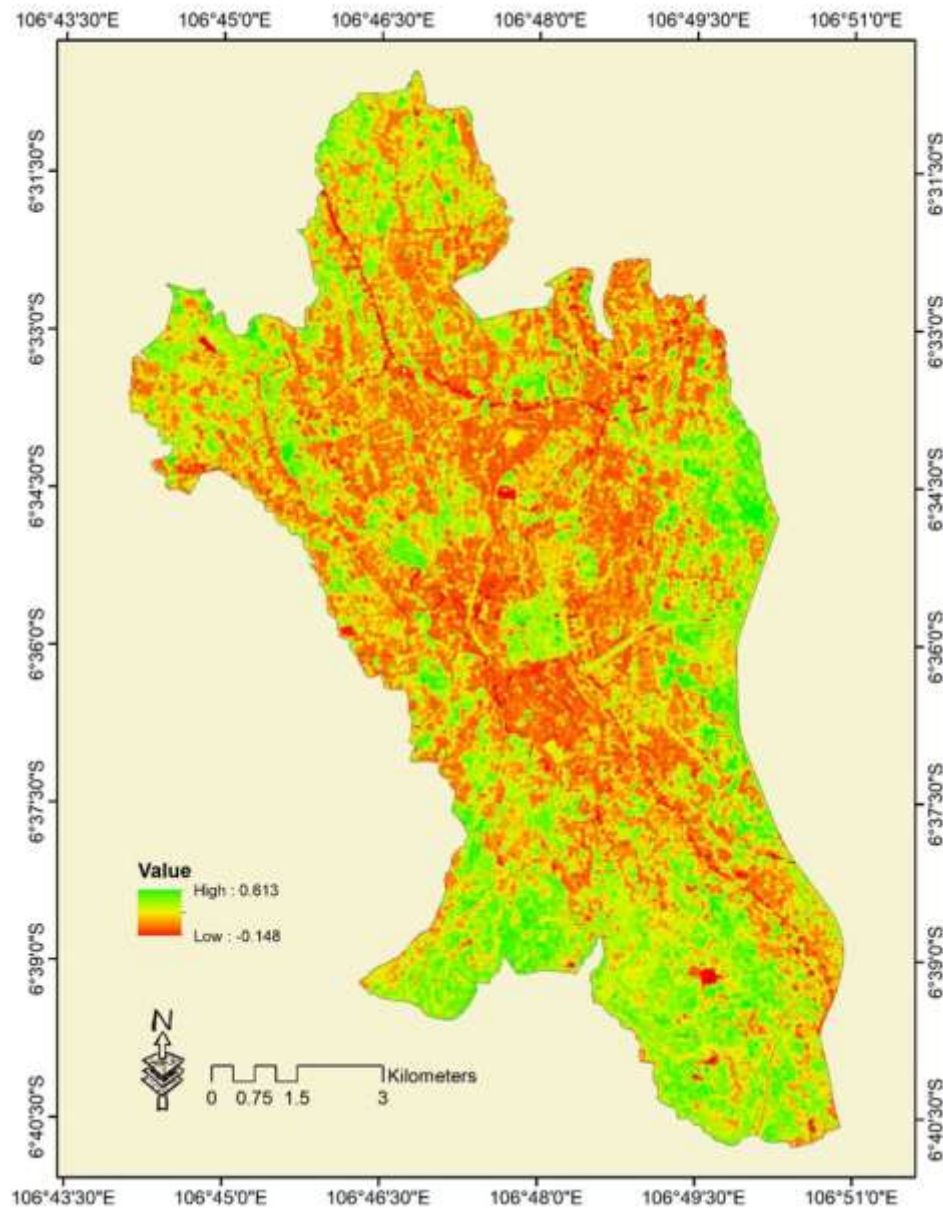 106°43'30"E 106°45'0"E 106°46'30"E 106°48'0"E 106°49'30"E 106°51'0"E
6°31'30"S 6°31'30"S
6°33'0"S 6°33'0"S
6°34'30"S 6°34'30"S
6°36'0"S 6°36'0"S
6°37'30"S 6°37'30"S
Value
High : 0.613
Low : -0.148
6°39'0"S 6°39'0"S
N
Kilometers
0 0.75 1.5 3
6°40'30"S 6°40'30"S
106°43'30"E 106°45'0"E 106°46'30"E 106°48'0"E 106°49'30"E 106°51'0"E